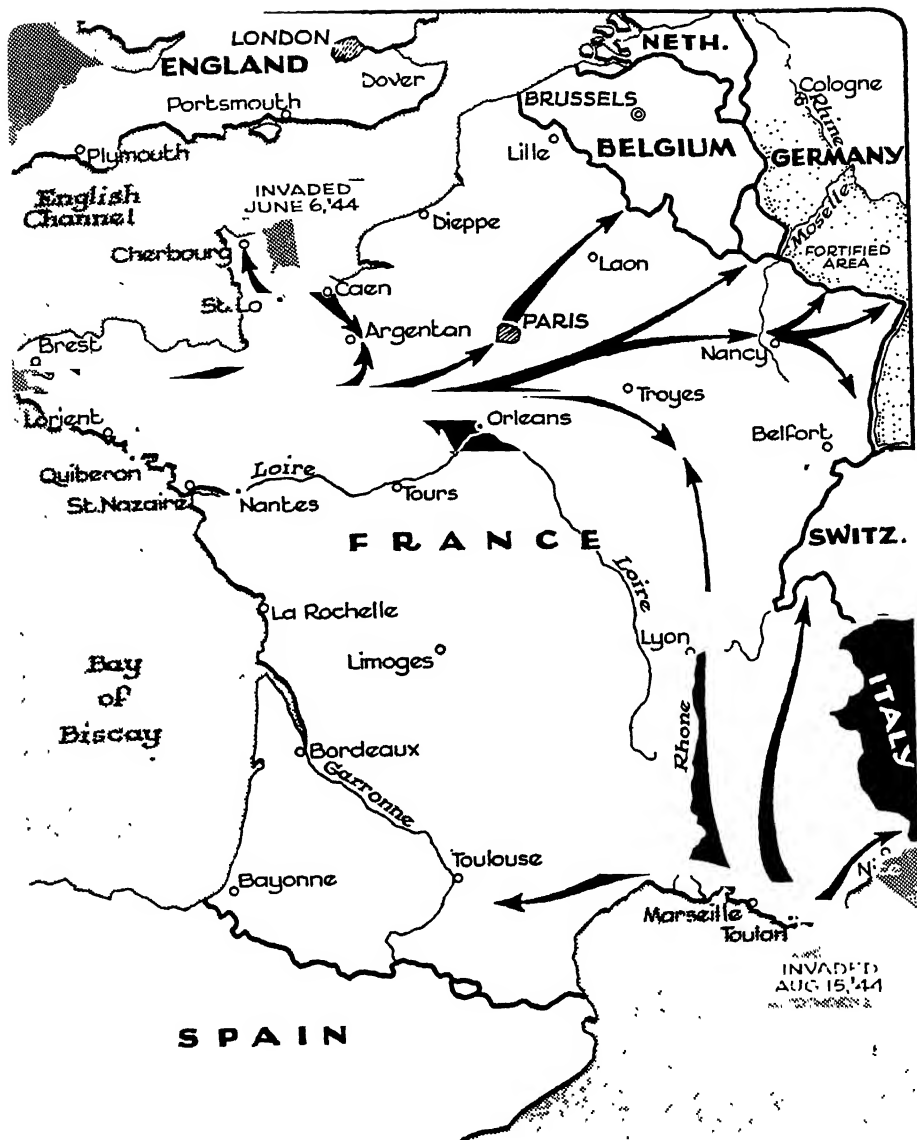 LONDON
ENGLAND
Dover
Portsmouth
Plymouth
English
Channel
INVADED
JUNE 6,'44
NETH.
Cologne
Rhine
BRUSSELS
BELGIUM
Lille
GERMANY
Moselle
FORTIFIED
AREA
Dieppe
Cherbourg
Laon
Caen
St. Lo
Argentan
PARIS
Nancy
Brest
Troyes
Lorient
Orleans
Belfort
Quiberon
Loire
St. Nazaire
Nantes
Tours
FRANCE
SWITZ.
Loire
La Rochelle
Lyon
Limoges
Bay
of
Biscay
ITALY
Rhone
Bordeaux
Garronne
Toulouse
Bayonne
Marseille
Toulan
INVADED
AUG 15,'44
SPAIN